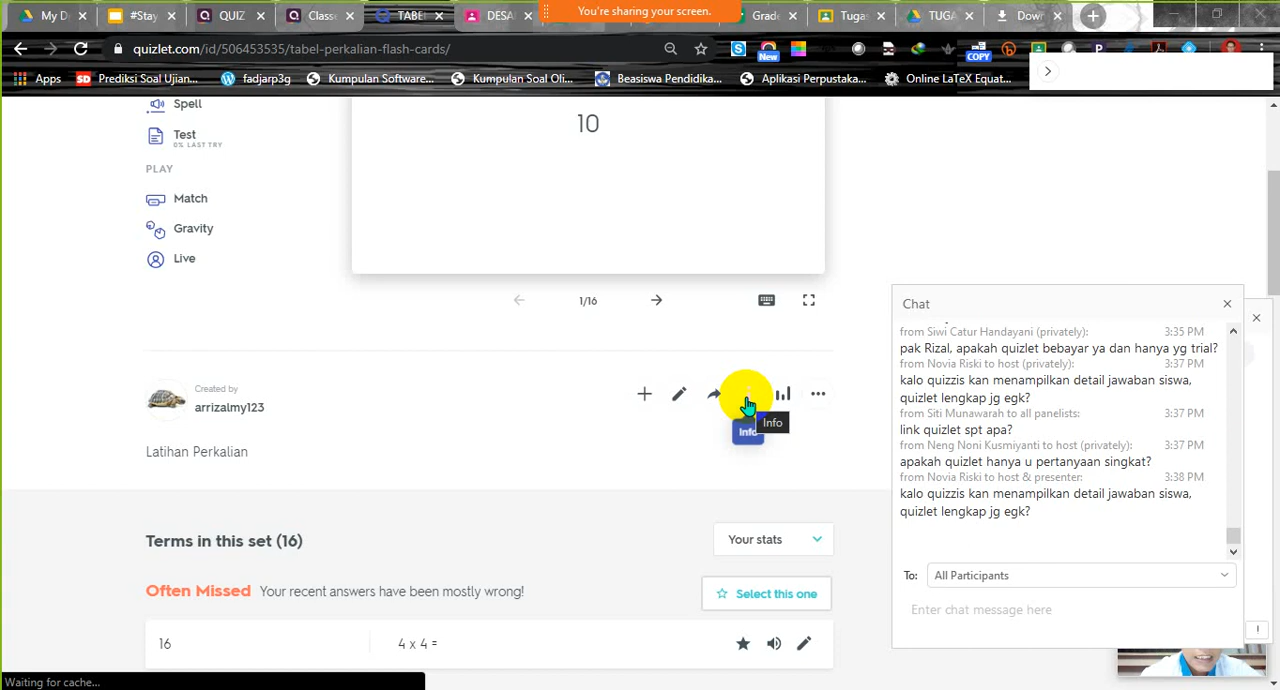 My D
#Stay
QUIZ
Classe
TABE
DESAI
You're sharing your screen.
Grade
Tugas
TUGA
Down
quizlet.com/id/506453535/tabel-perkalian-flash-cards/
New
COPY
Apps
Prediksi Soal Ujian...
fadjarp3g
Kumpulan Software...
Kumpulan Soal Oli...
Beasiswa Pendidika...
Aplikasi Perpustaka...
Online LaTeX Equat...
Spell
Test
0% LAST TRY
PLAY
Match
Gravity
Live
10
1/16
Created by
arrizalmy123
Info
Info
Latihan Perkalian
Terms in this set (16)
Your stats
Often Missed
Your recent answers have been mostly wrong!
Select this one
16
4 x 4 =
Chat
from Siwi Catur Handayani (privately): 3:35 PM
pak Rizal, apakah quizlet bebayar ya dan hanya yg trial?
from Novia Riski to host (privately): 3:37 PM
kalo quizzis kan menampilkan detail jawaban siswa,
quizlet lengkap jg egk?
from Siti Munawarah to all panelists: 3:37 PM
link quizlet spt apa?
from Neng Noni Kusmiyanti to host (privately): 3:37 PM
apakah quizlet hanya u pertanyaan singkat?
from Novia Riski to host & presenter: 3:38 PM
kalo quizzis kan menampilkan detail jawaban siswa,
quizlet lengkap jg egk?
To: All Participants
Enter chat message here
Waiting for cache...